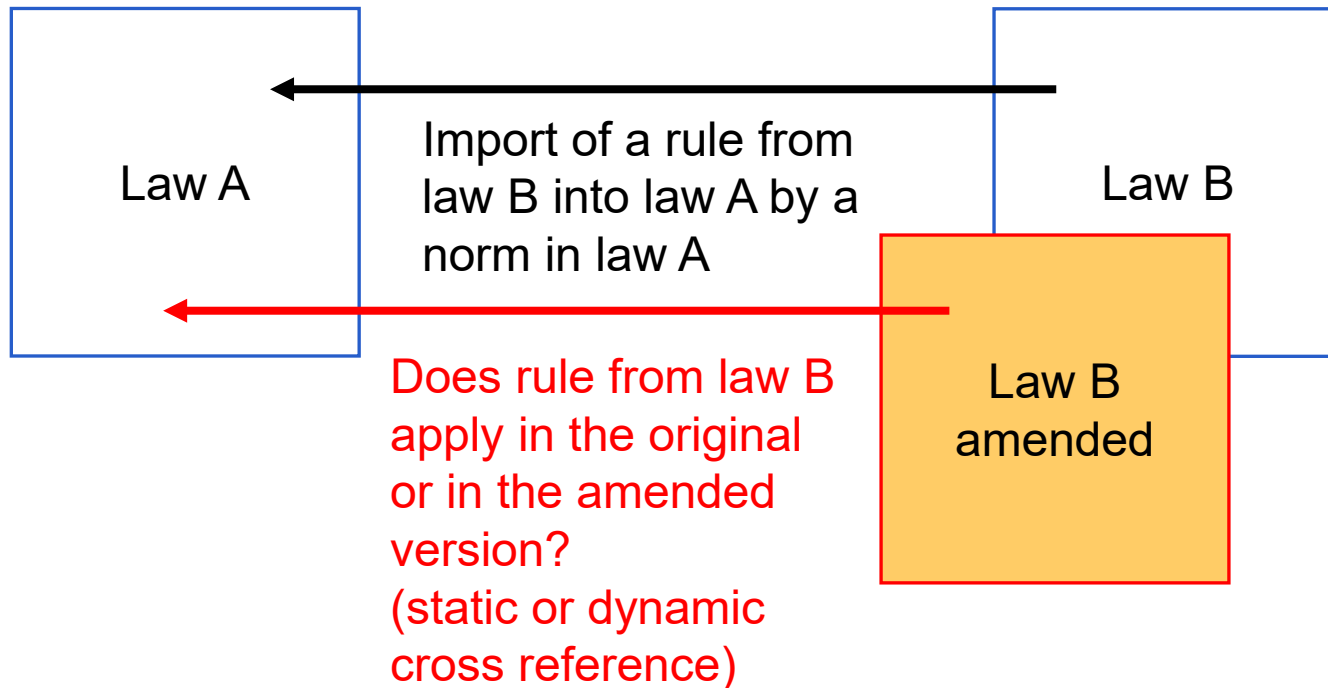 Law A
Import of a rule from
law B into law A by a
norm in law A
Law B
Does rule from law B
apply in the original
or in the amended
version?
(static or dynamic
cross reference)
Law B
amended